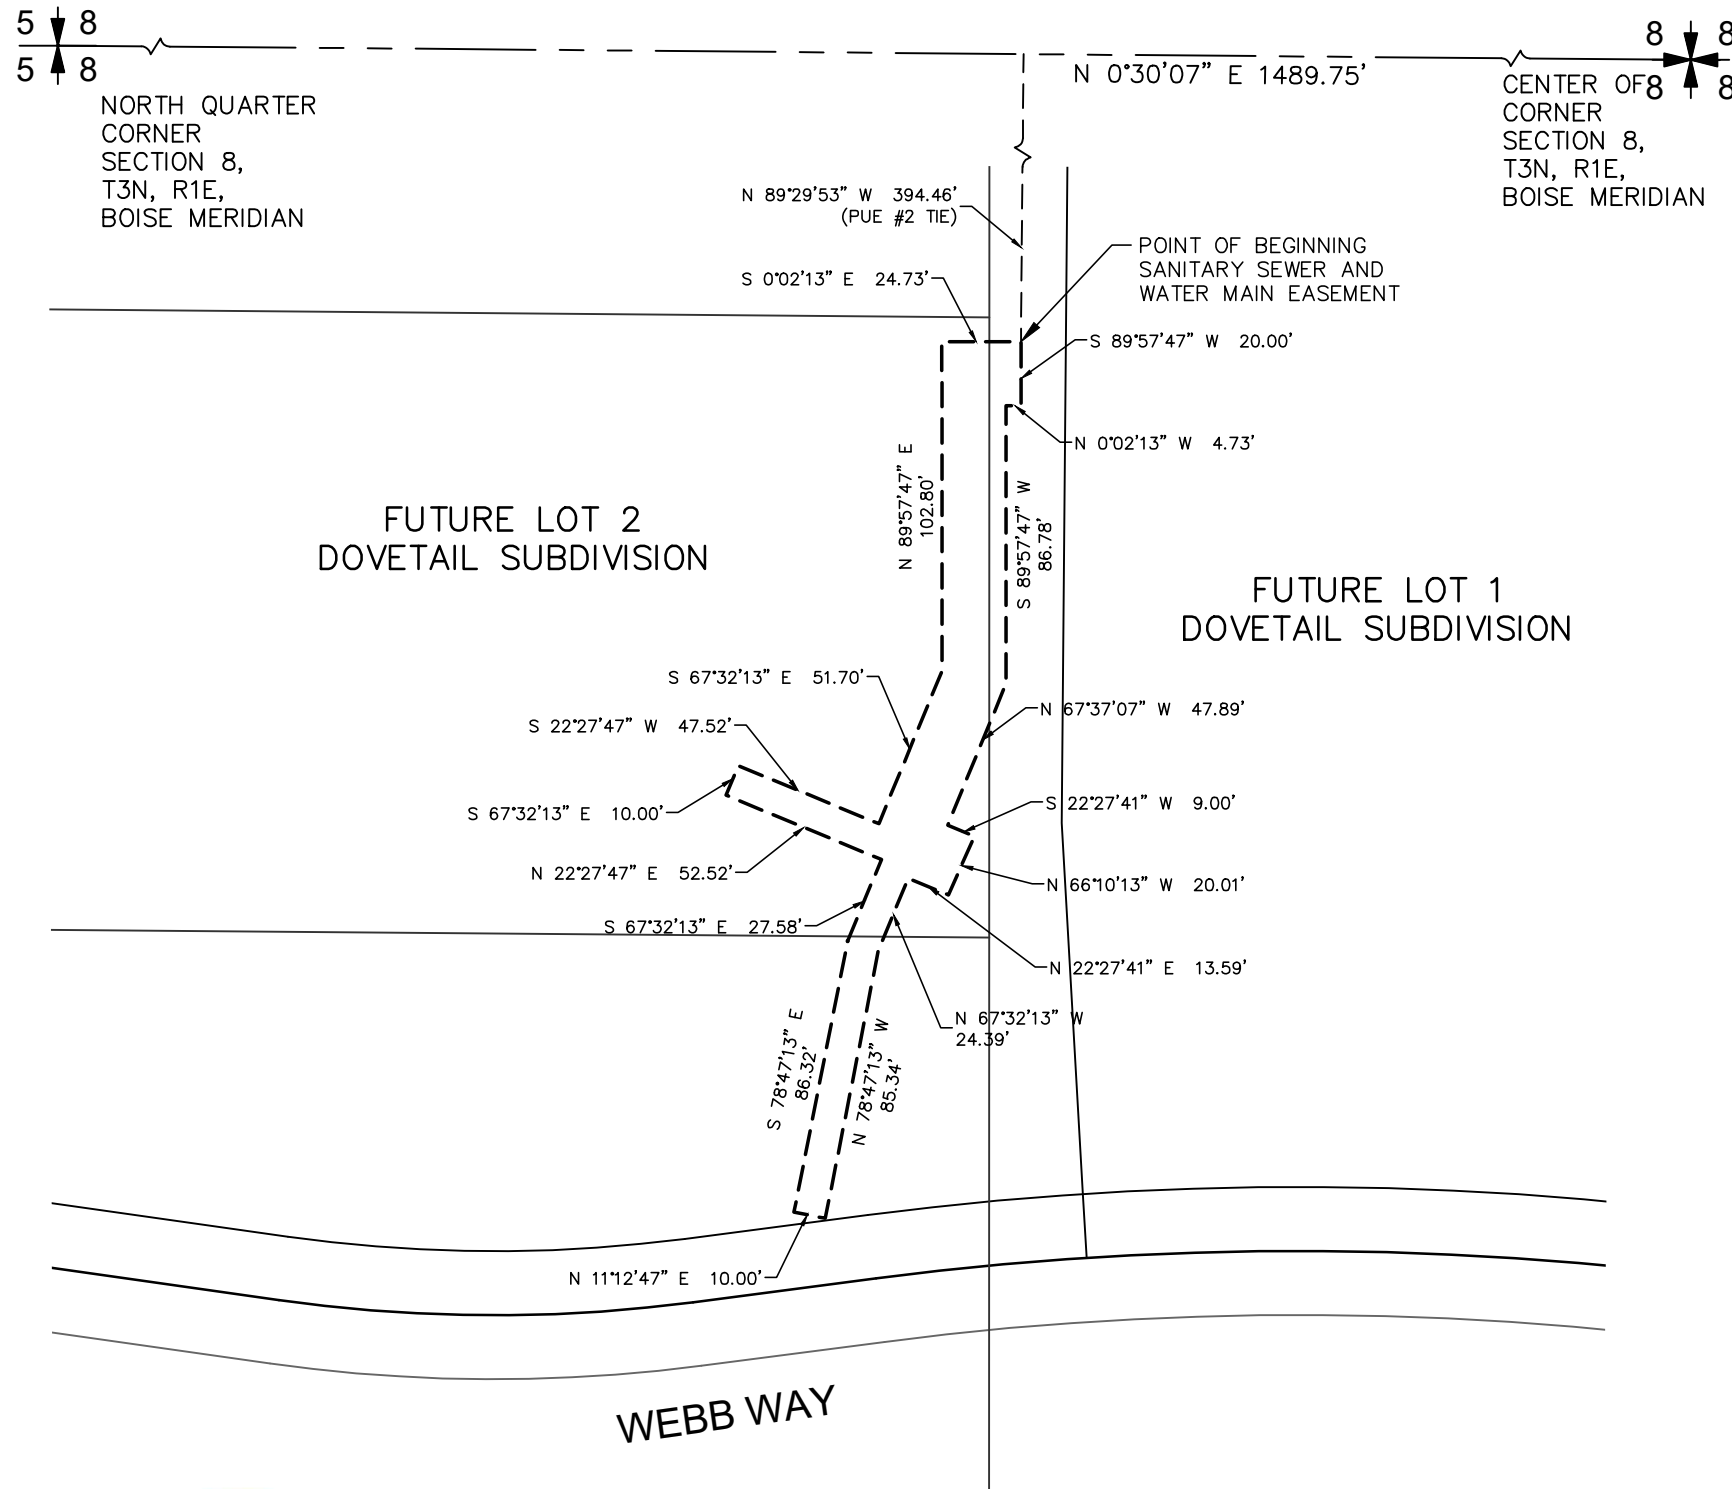 5 8
5 8
NORTH QUARTER
CORNER
SECTION 8,
T3N, R1E,
BOISE MERIDIAN
N 0°30'07" E 1489.75'
8 8
8 8
CENTER OF
CORNER
SECTION 8,
T3N, R1E,
BOISE MERIDIAN
N 89°29'53" W 394.46'
(PUE #2 TIE)
POINT OF BEGINNING
SANITARY SEWER AND
WATER MAIN EASEMENT
S 0°02'13" E 24.73'
S 89°57'47" W 20.00'
N 0°02'13" W 4.73'
N 89°57'47" E
102.80'
S 89°57'47" W
86.78'
FUTURE LOT 2
DOVETAIL SUBDIVISION
FUTURE LOT 1
DOVETAIL SUBDIVISION
S 67°32'13" E 51.70'
N 67°37'07" W 47.89'
S 22°27'47" W 47.52'
S 67°32'13" E 10.00'
S 22°27'41" W 9.00'
N 22°27'47" E 52.52'
N 66°10'13" W 20.01'
S 67°32'13" E 27.58'
N 22°27'41" E 13.59'
N 67°32'13" W
24.39'
S 78°47'13" E
86.32'
N 78°47'13" W
85.34'
N 11°12'47" E 10.00'
WEBB WAY